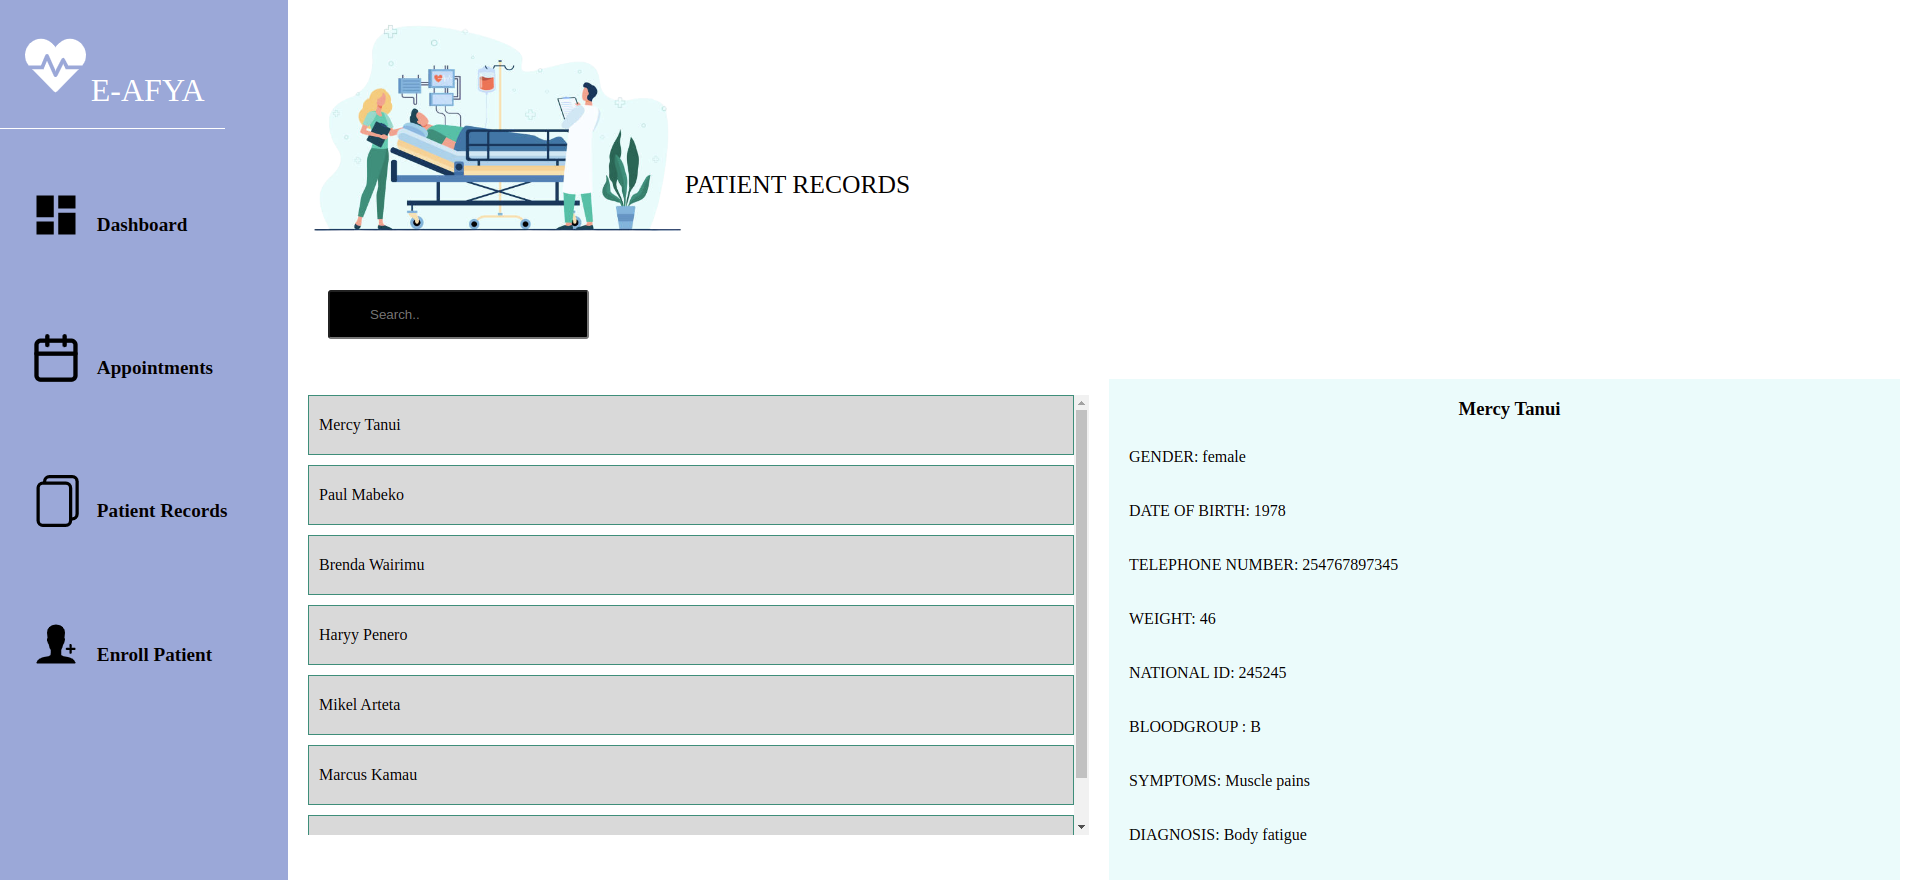 E-AFYA
Dashboard
Appointments
Patient Records
Enroll Patient
PATIENT RECORDS
Search..
Mercy Tanui
Paul Mabeko
Brenda Wairimu
Haryy Penero
Mikel Arteta
Marcus Kamau
Mercy Tanui
GENDER: female
DATE OF BIRTH: 1978
TELEPHONE NUMBER: 254767897345
WEIGHT: 46
NATIONAL ID: 245245
BLOODGROUP : B
SYMPTOMS: Muscle pains
DIAGNOSIS: Body fatigue